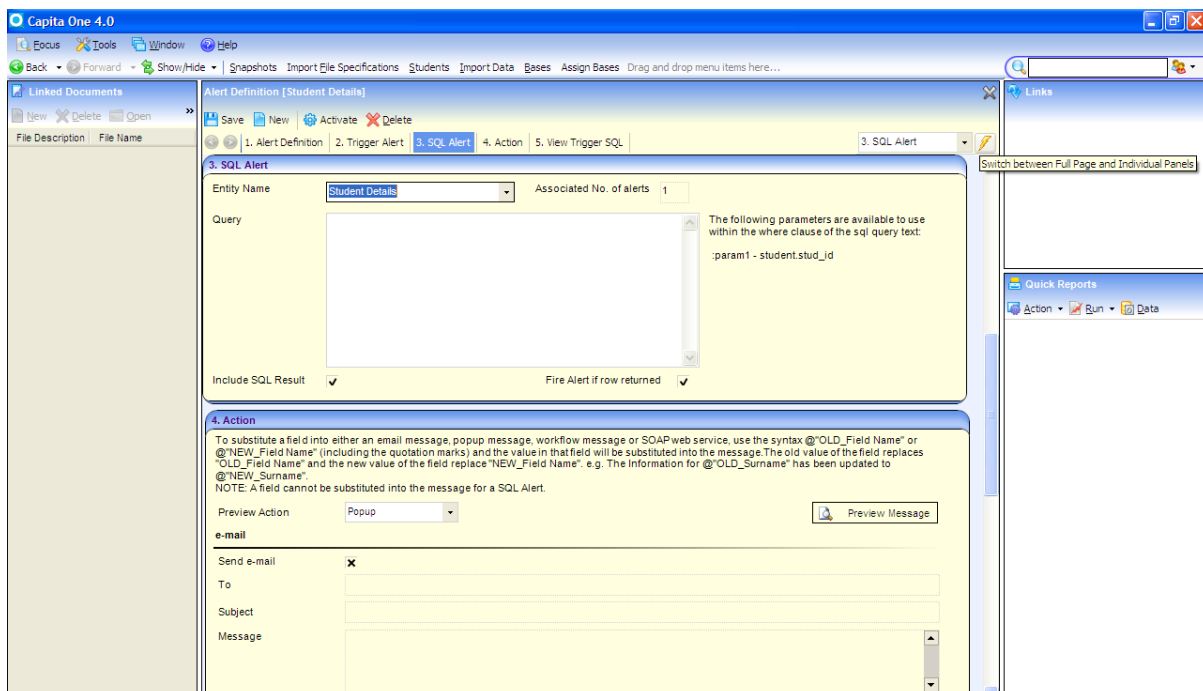 Capita One 4.0
Focus Tools Window Help
Back Forward Show/Hide Snapshots Import File Specifications Students Import Data Bases Assign Bases Drag and drop menu items here...
Linked Documents
New Delete Open »
File Description File Name
Alert Definition [Student Details]
Save New Activate Delete
1. Alert Definition 2. Trigger Alert 3. SQL Alert 4. Action 5. View Trigger SQL 3. SQL Alert
Links
Switch between Full Page and Individual Panels
3. SQL Alert
Entity Name Student Details Associated No. of alerts 1
Query
The following parameters are available to use
within the where clause of the sql query text:
:param1 - student.stud_id
Include SQL Result Fire Alert if row returned
Quick Reports
Action Run Data
4. Action
To substitute a field into either an email message, popup message, workflow message or SOAP web service, use the syntax @"OLD_Field Name" or
@"NEW_Field Name" (including the quotation marks) and the value in that field will be substituted into the message.The old value of the field replaces
"OLD_Field Name" and the new value of the field replace "NEW_Field Name". e.g. The Information for @"OLD_Surname" has been updated to
@"NEW_Surname".
NOTE: A field cannot be substituted into the message for a SQL Alert.
Preview Action Popup Preview Message
e-mail
Send e-mail
To
Subject
Message